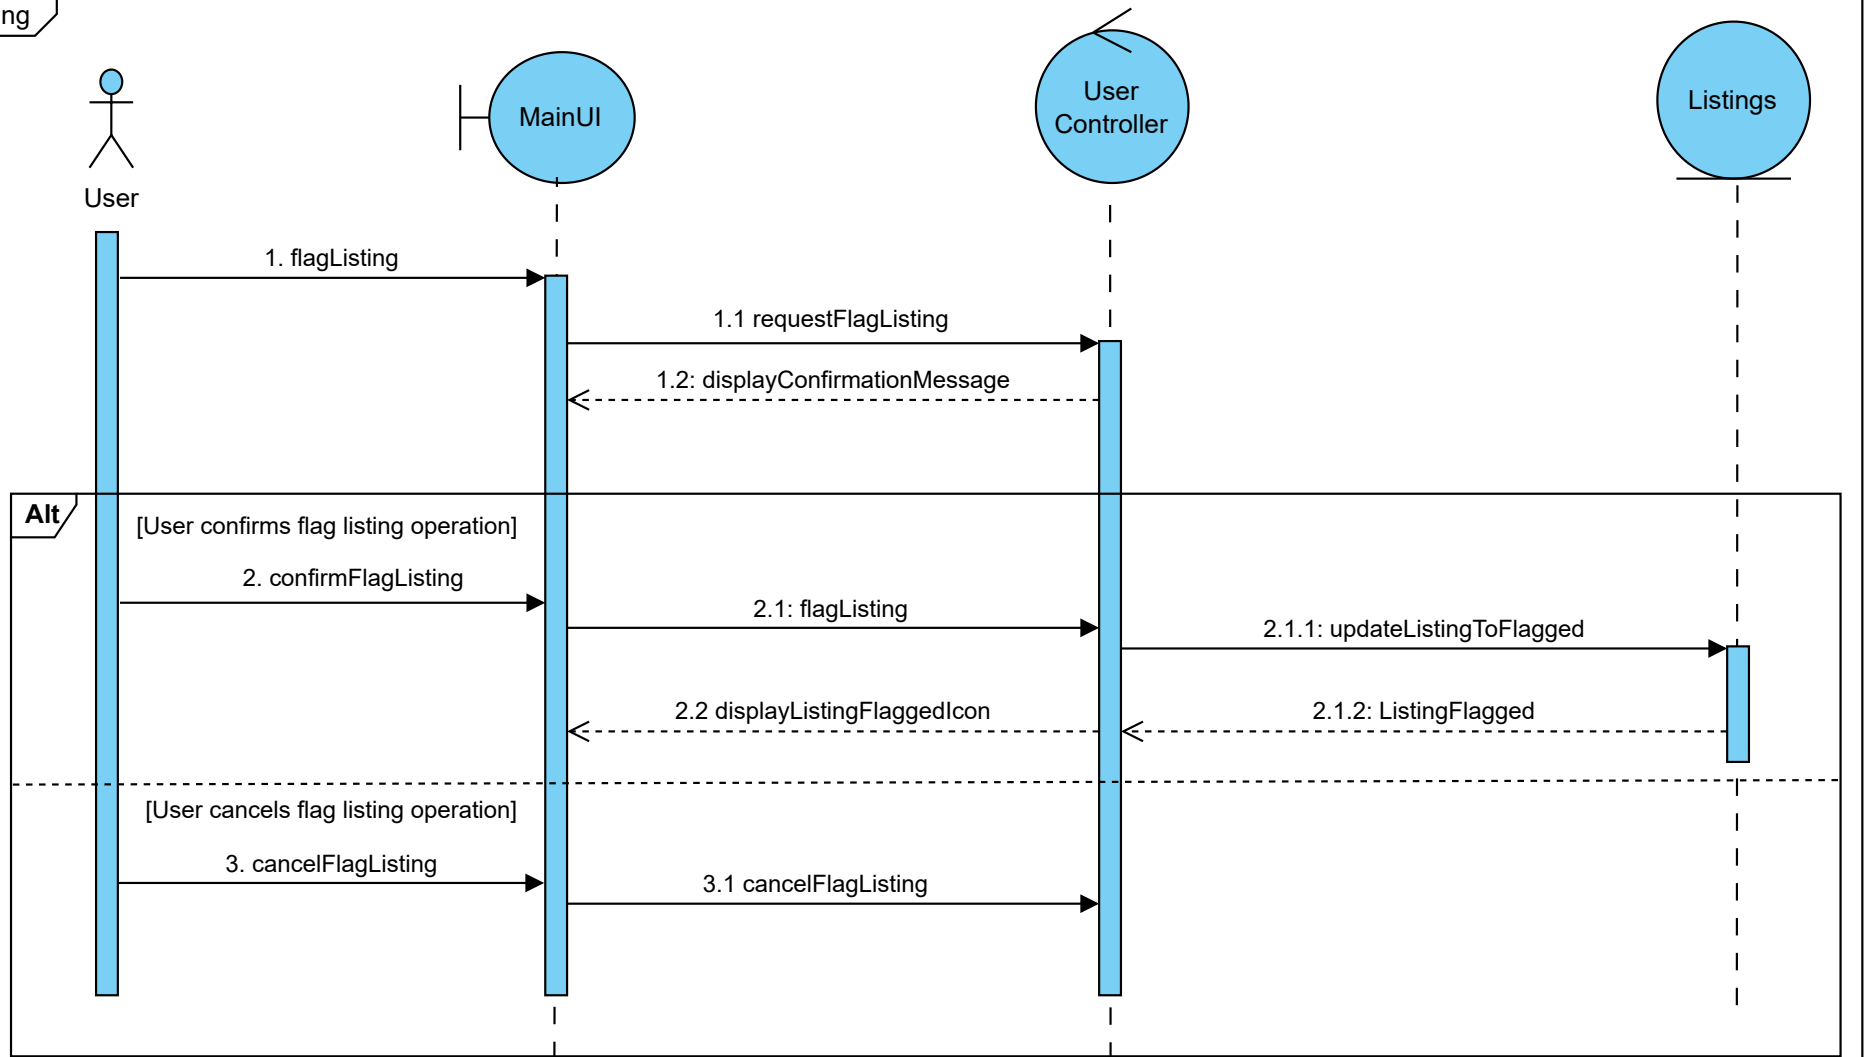 ng
User
MainUI
User
Controller
Listings
1. flagListing
1.1 requestFlagListing
1.2: displayConfirmationMessage
Alt
[User confirms flag listing operation]
2. confirmFlagListing
2.1: flagListing
2.1.1: updateListingToFlagged
2.2 displayListingFlaggedIcon
2.1.2: ListingFlagged
[User cancels flag listing operation]
3. cancelFlagListing
3.1 cancelFlagListing